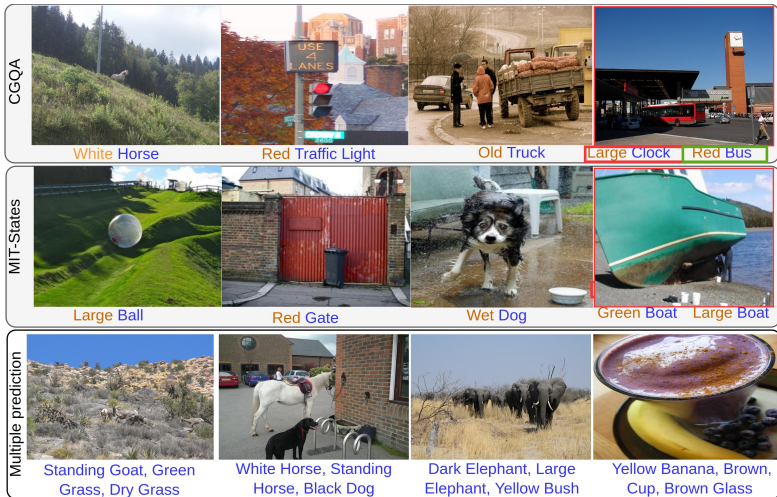 CGQA
USE
4
LANES
White Horse
Red Traffic Light
Old Truck
Large Clock
Red Bus
MIT-States
Large Ball
Red Gate
Wet Dog
Green Boat
Large Boat
Multiple prediction
Standing Goat, Green
Grass, Dry Grass
White Horse, Standing
Horse, Black Dog
Dark Elephant, Large
Elephant, Yellow Bush
Yellow Banana, Brown,
Cup, Brown Glass